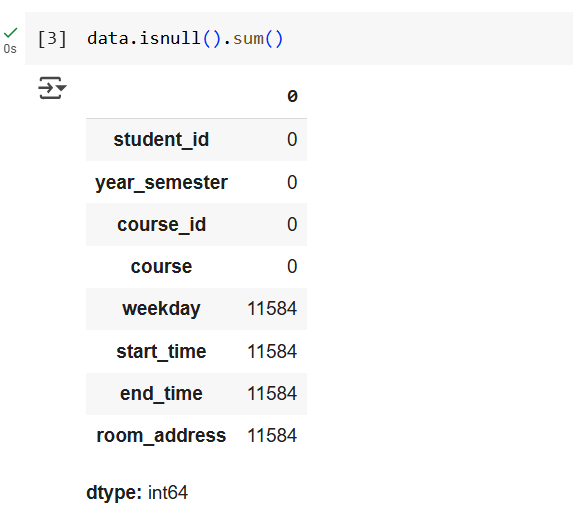 [3] data.isnull().sum()
0s
0
student_id 0
year_semester 0
course_id 0
course 0
weekday 11584
start_time 11584
end_time 11584
room_address 11584
dtype: int64